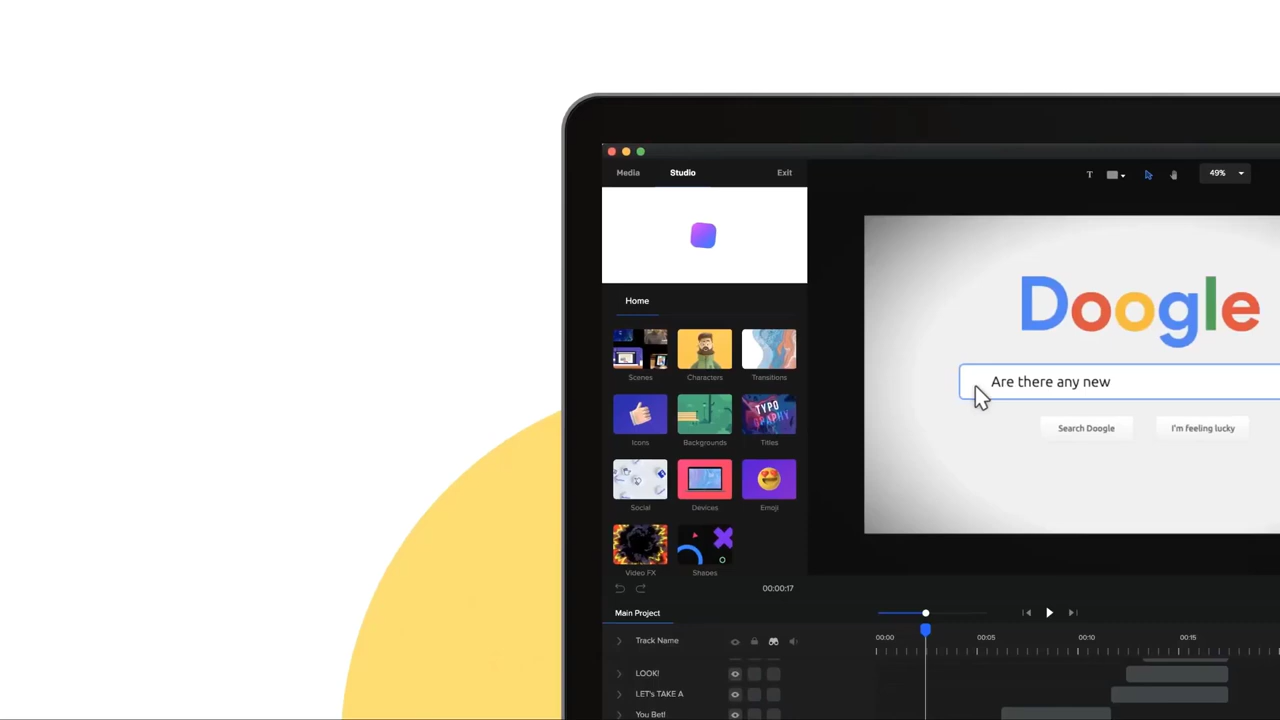 Media Studio Exit
T 49%
Home
Doogle
Are there any new
Search Doogle I'm feeling lucky
Scenes Characters Transitions
TYPO
GRAPHY
Icons Backgrounds Titles
Social Devices Emoji
Video FX Shapes
00:00:17
Main Project
00:00 00:05 00:10 00:15
Track Name
LOOK!
LET's TAKE A
You Bet!